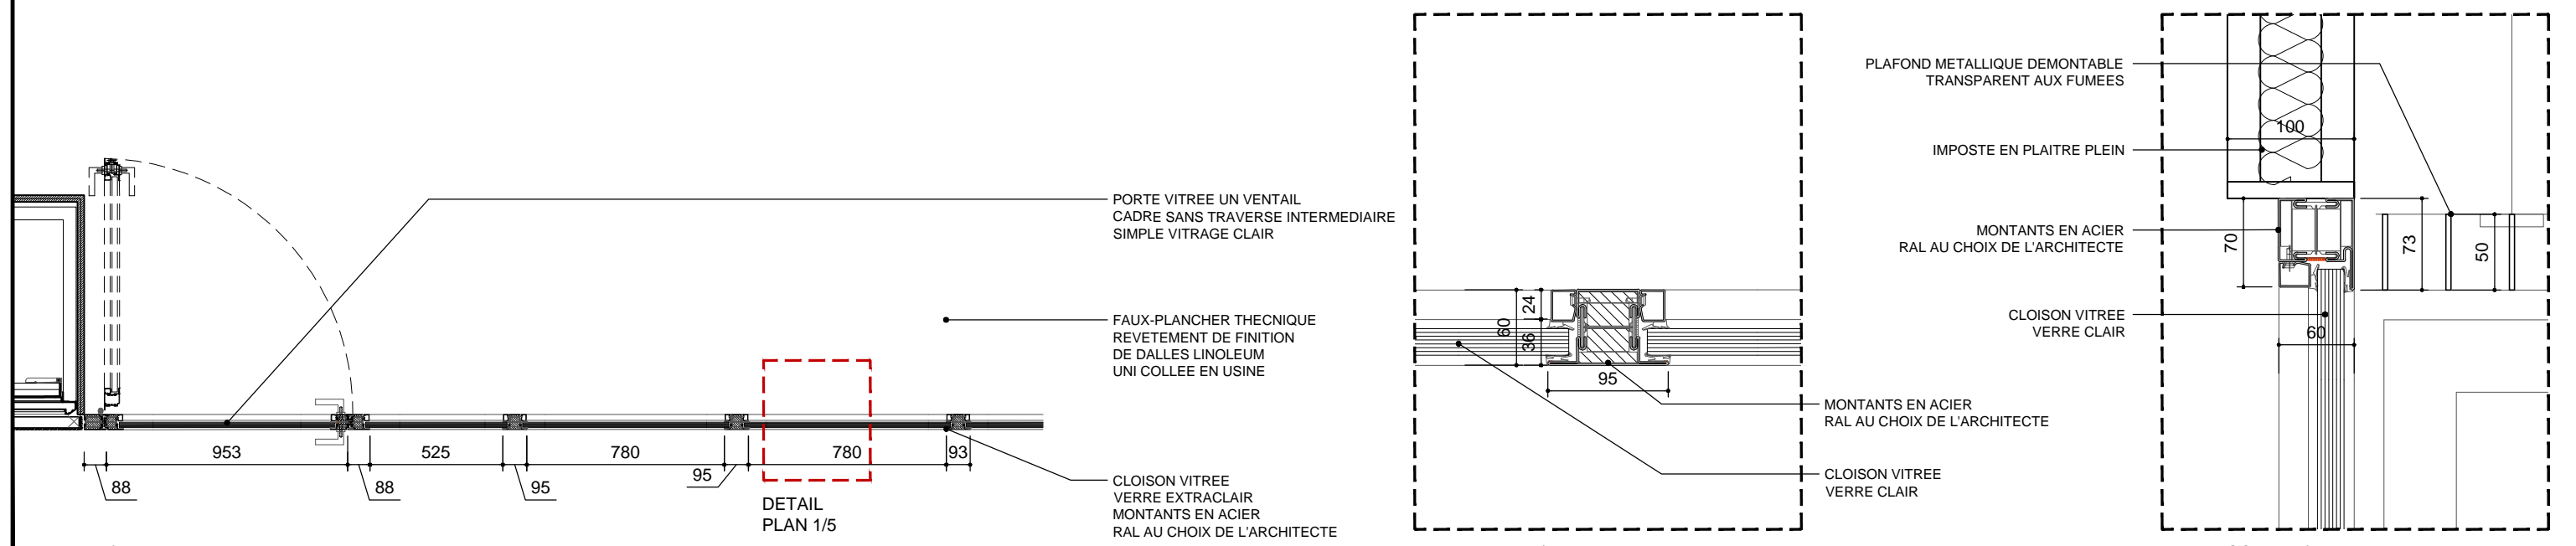 PORTE VITREE UN VENTAIL
CADRE SANS TRAVERSE INTERMEDIAIRE
SIMPLE VITRAGE CLAIR
FAUX-PLANCHER THECNIQUE
REVETEMENT DE FINITION
DE DALLES LINOLEUM
UNI COLLEE EN USINE
953
525
780
780
93
88
88
95
95
DETAIL
PLAN 1/5
CLOISON VITREE
VERRE EXTRACLAIR
MONTANTS EN ACIER
RAL AU CHOIX DE L'ARCHITECTE
60
24
36
95
MONTANTS EN ACIER
RAL AU CHOIX DE L'ARCHITECTE
CLOISON VITREE
VERRE CLAIR
PLAFOND METALLIQUE DEMONTABLE
TRANSPARENT AUX FUMEES
IMPOSTE EN PLAITRE PLEIN
MONTANTS EN ACIER
RAL AU CHOIX DE L'ARCHITECTE
CLOISON VITREE
VERRE CLAIR
100
70
73
50
60